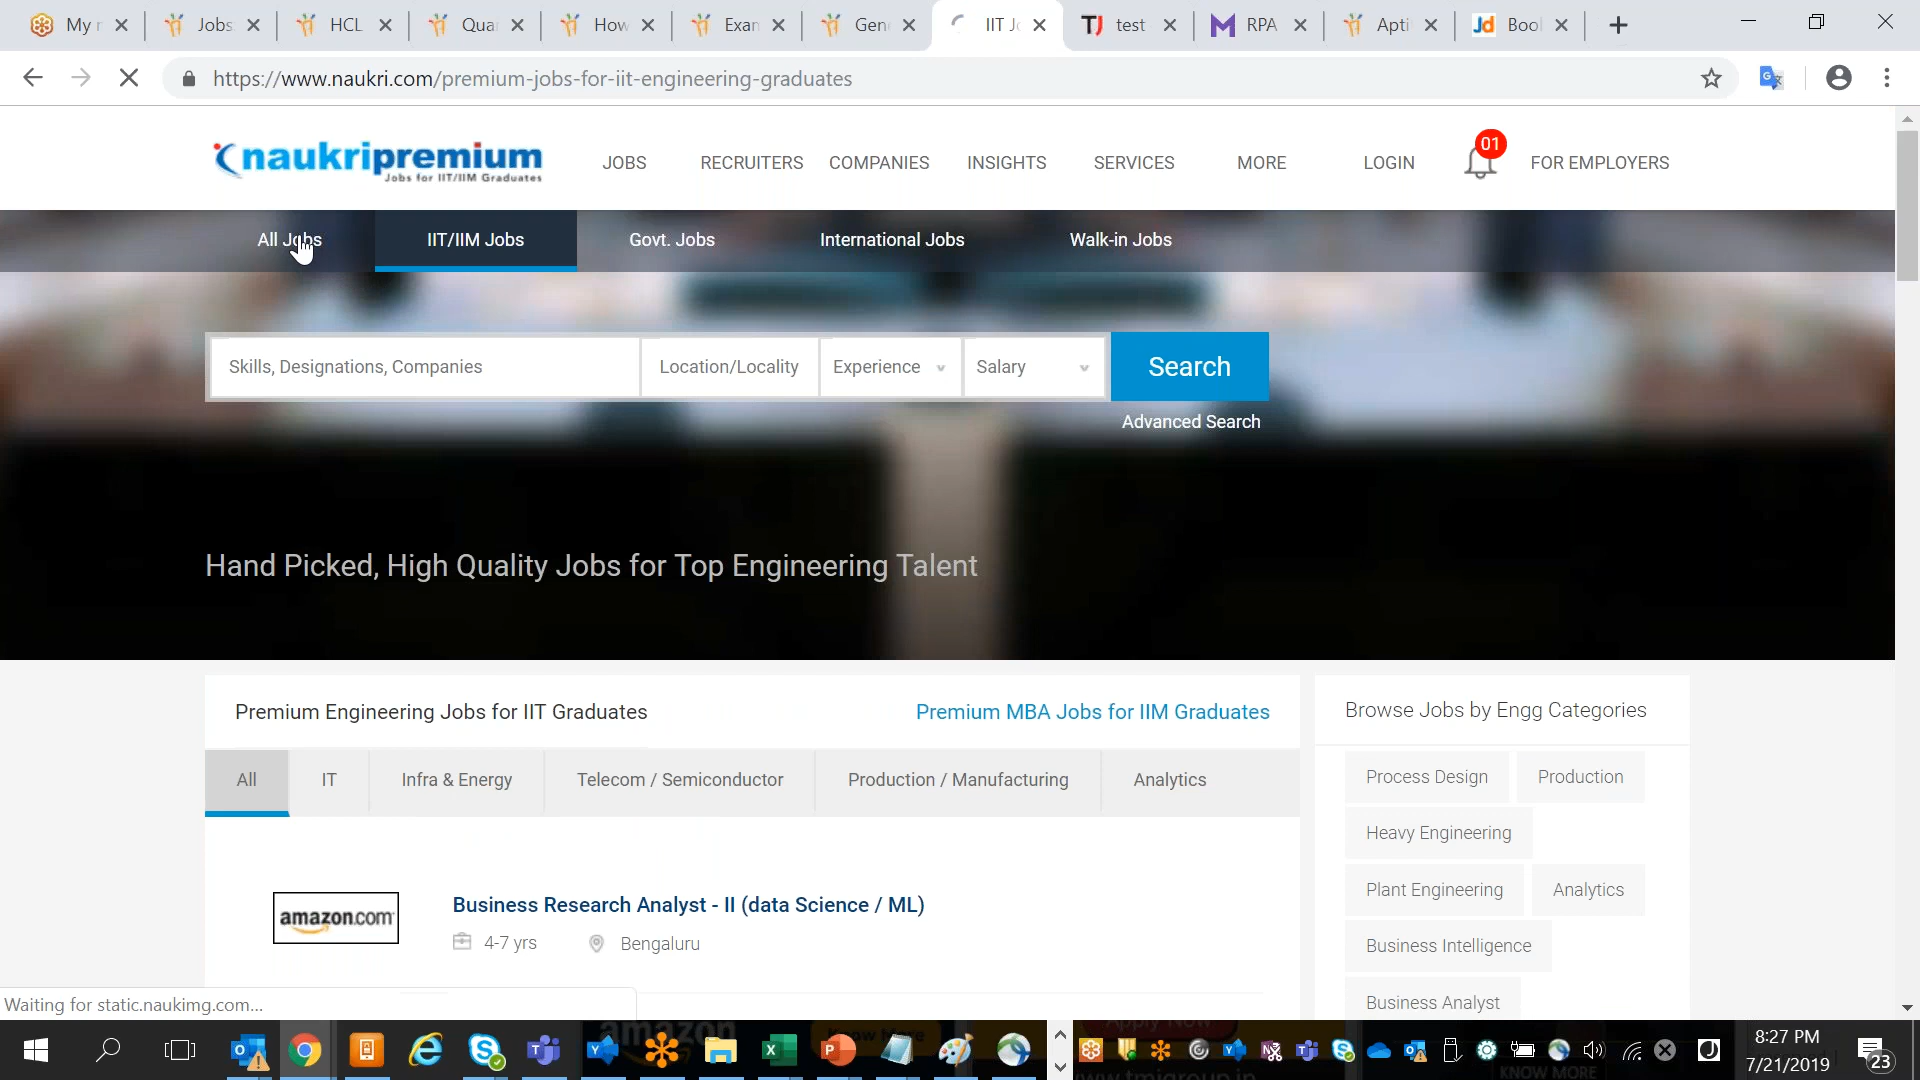 My r
Jobs
HCL
Qua
How
Exan
Gene
IIT Jo
test
RPA
Apti
Jd Bool
https://www.naukri.com/premium-jobs-for-iit-engineering-graduates
naukripremium
Jobs for IIT/IIM Graduates
JOBS
RECRUITERS
COMPANIES
INSIGHTS
SERVICES
MORE
LOGIN
01
FOR EMPLOYERS
All Jobs
IIT/IIM Jobs
Govt. Jobs
International Jobs
Walk-in Jobs
Skills, Designations, Companies
Location/Locality
Experience
Salary
Search
Advanced Search
Hand Picked, High Quality Jobs for Top Engineering Talent
Premium Engineering Jobs for IIT Graduates
Premium MBA Jobs for IIM Graduates
Browse Jobs by Engg Categories
All
IT
Infra & Energy
Telecom / Semiconductor
Production / Manufacturing
Analytics
Process Design
Production
Heavy Engineering
Plant Engineering
Analytics
Business Intelligence
Business Analyst
amazon.com
Business Research Analyst - II (data Science / ML)
4-7 yrs
Bengaluru
Waiting for static.naukimg.com...
8:27 PM
7/21/2019
23